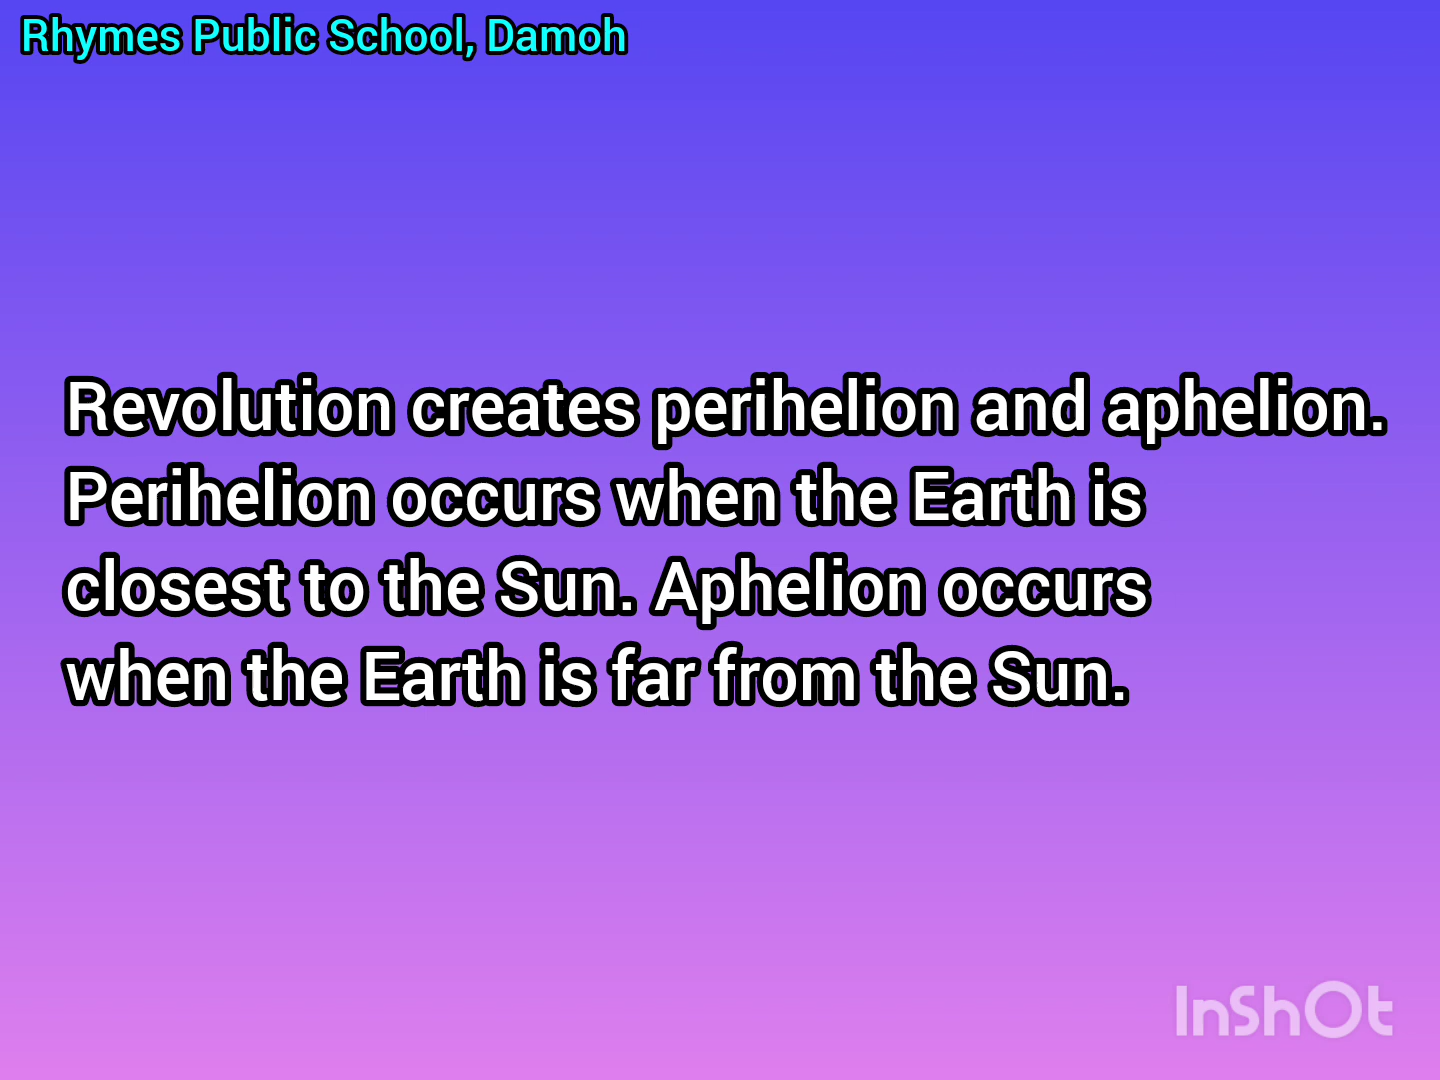 Rhymes Public School, Damoh
Revolution creates perihelion and aphelion.
Perihelion occurs when the Earth is
closest to the Sun. Aphelion occurs
when the Earth is far from the Sun.
InShOt